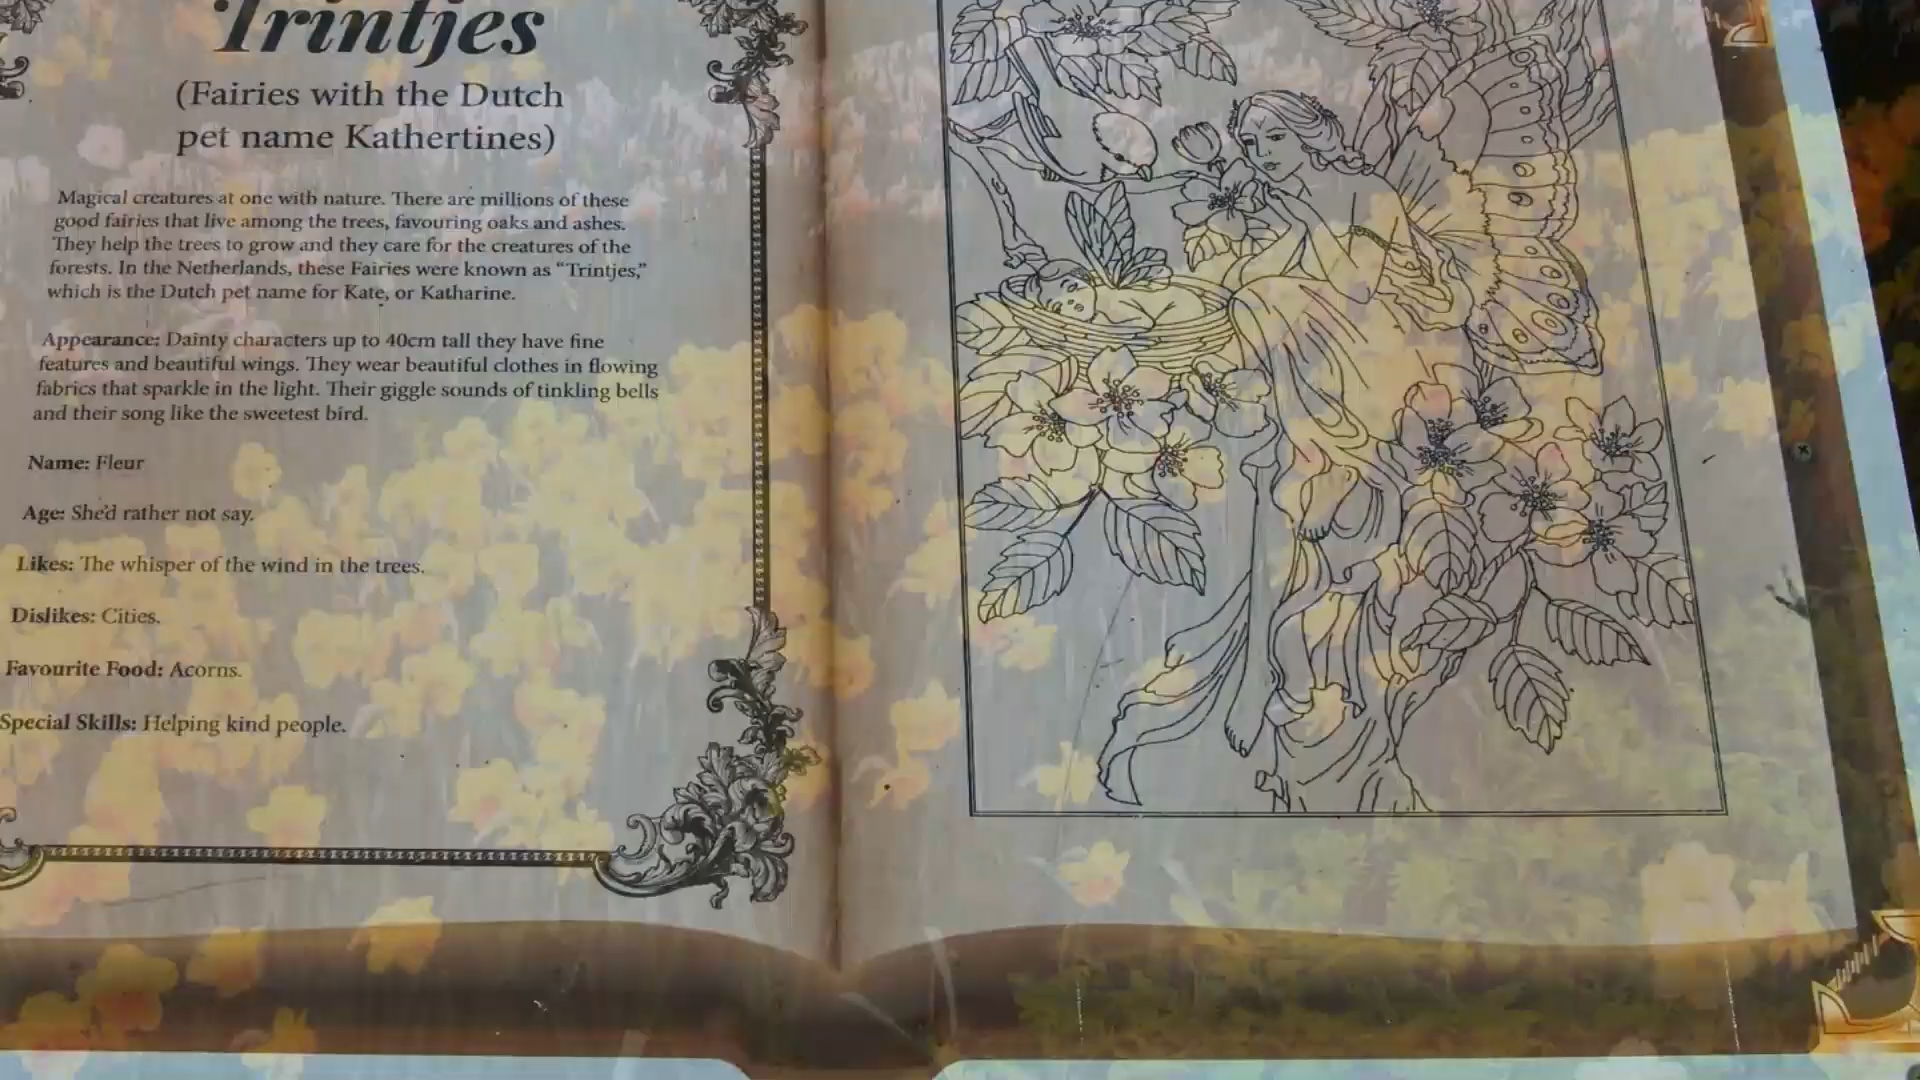 Trintjes
(Fairies with the Dutch
pet name Kathertines)
Magical creatures at one with nature. There are millions of these
good fairies that live among the trees, favouring oaks and ashes.
They help the trees to grow and they care for the creatures of the
forests. In the Netherlands, these Fairies were known as “Trintjes,”
which is the Dutch pet name for Kate, or Katharine.
Appearance: Dainty characters up to 40cm tall they have fine
features and beautiful wings. They wear beautiful clothes in flowing
fabrics that sparkle in the light. Their giggle sounds of tinkling bells
and their song like the sweetest bird.
Name: Fleur
Age: She'd rather not say.
Likes: The whisper of the wind in the trees.
Dislikes: Cities.
Favourite Food: Acorns.
Special Skills: Helping kind people.